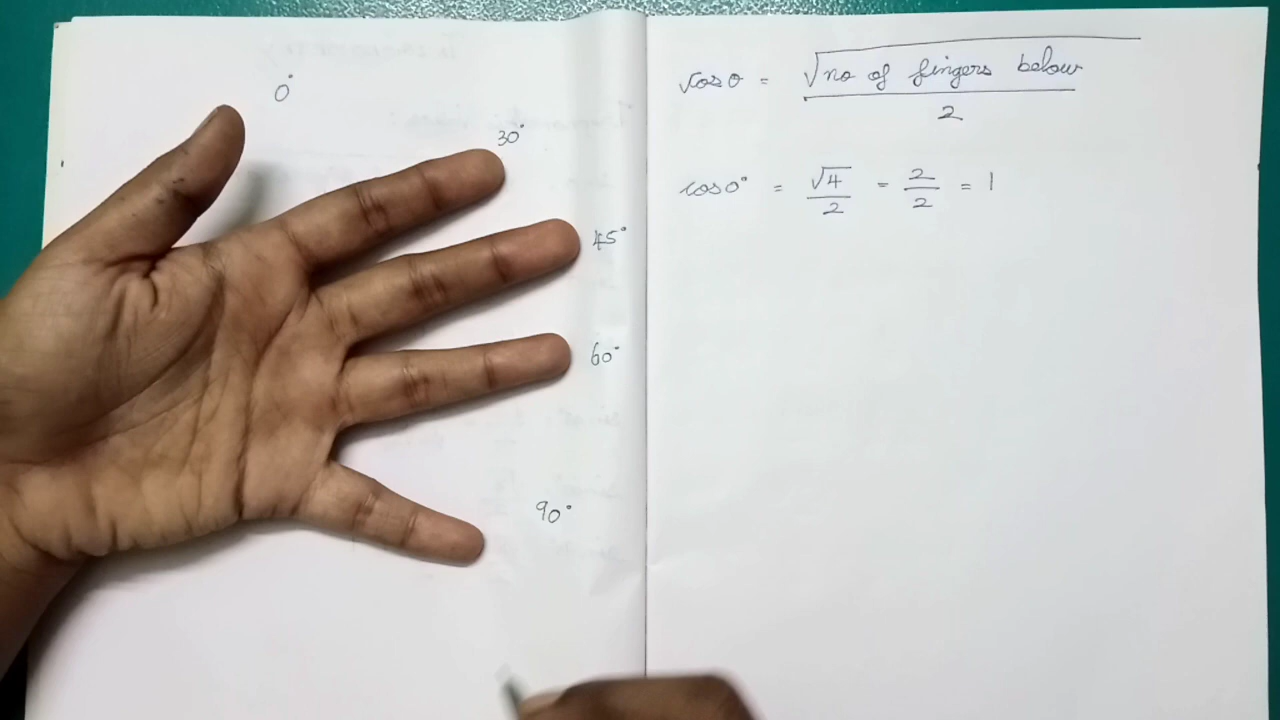 0°
30°
45°
60°
90°
cos θ = √no of fingers below / 2
cos 0° = √4 / 2 = 2 / 2 = 1